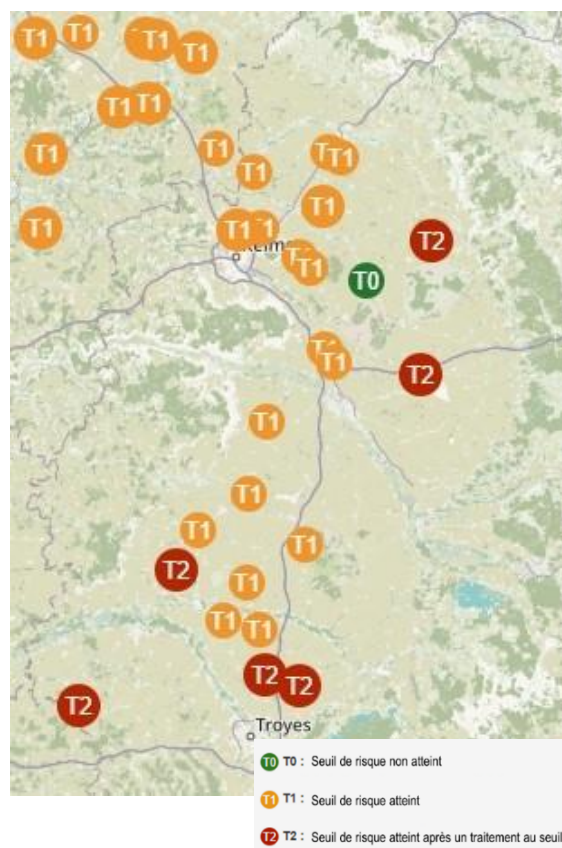 T1 T1 T1 T1
T1 T1
T1 T1 T1
T1
T1
T1 T1 T1 T2
T1 T0
T1 T2
T1
T1
T1 T1
T2 T1
T1 T1
T2 T2
T2
Troyes
T0 T0 : Seuil de risque non atteint
T1 T1 : Seuil de risque atteint
T2 T2 : Seuil de risque atteint après un traitement au seuil